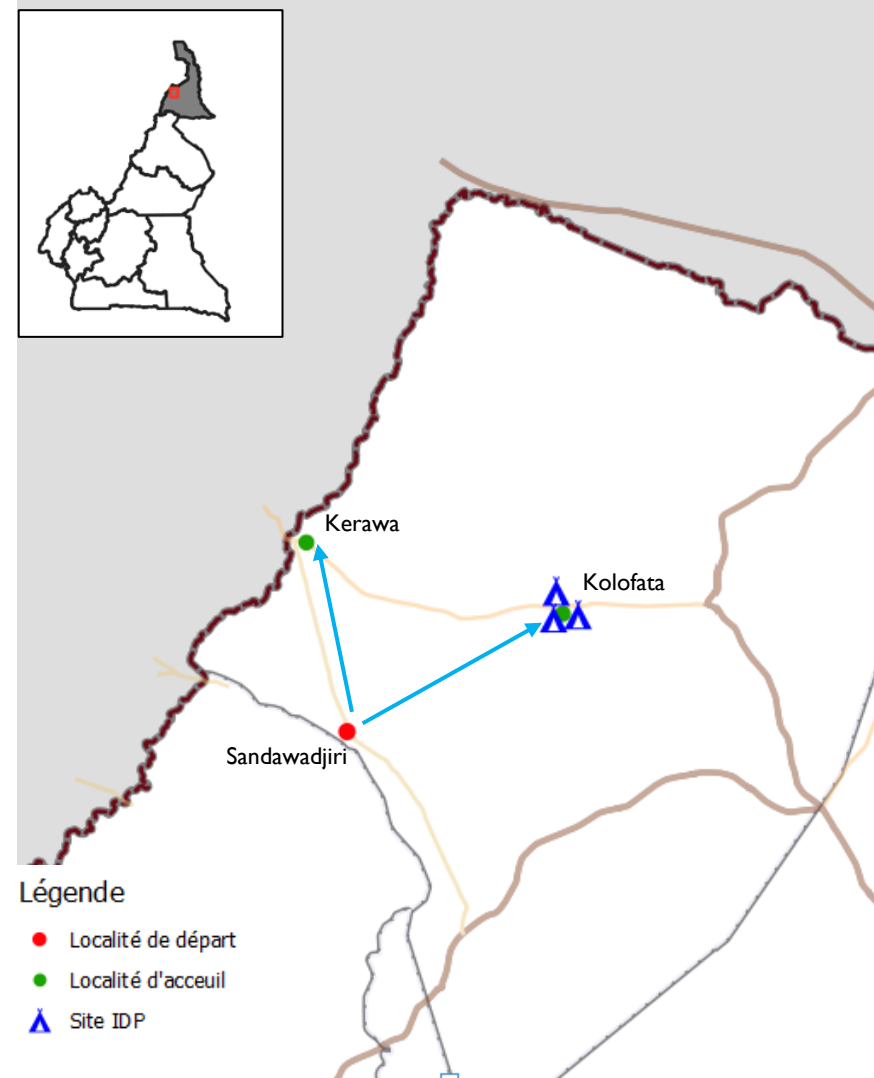 Kerawa
Kolofata
Sandawadjiri
Légende
Localité de départ
Localité d'acceuil
Site IDP